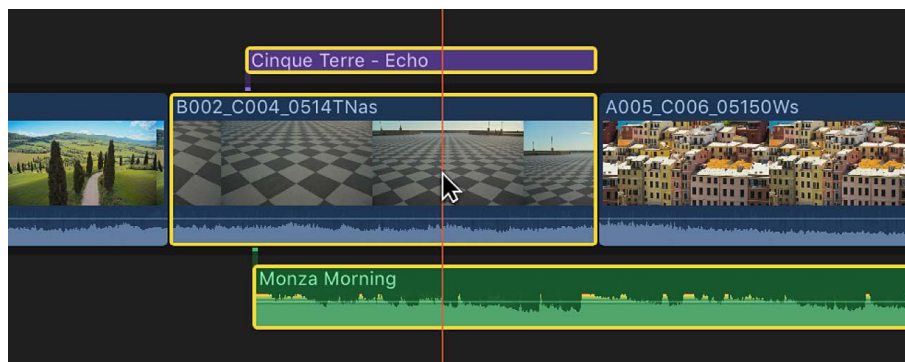 Cinque Terre - Echo
B002_C004_0514TNas
A005_C006_05150Ws
Monza Morning